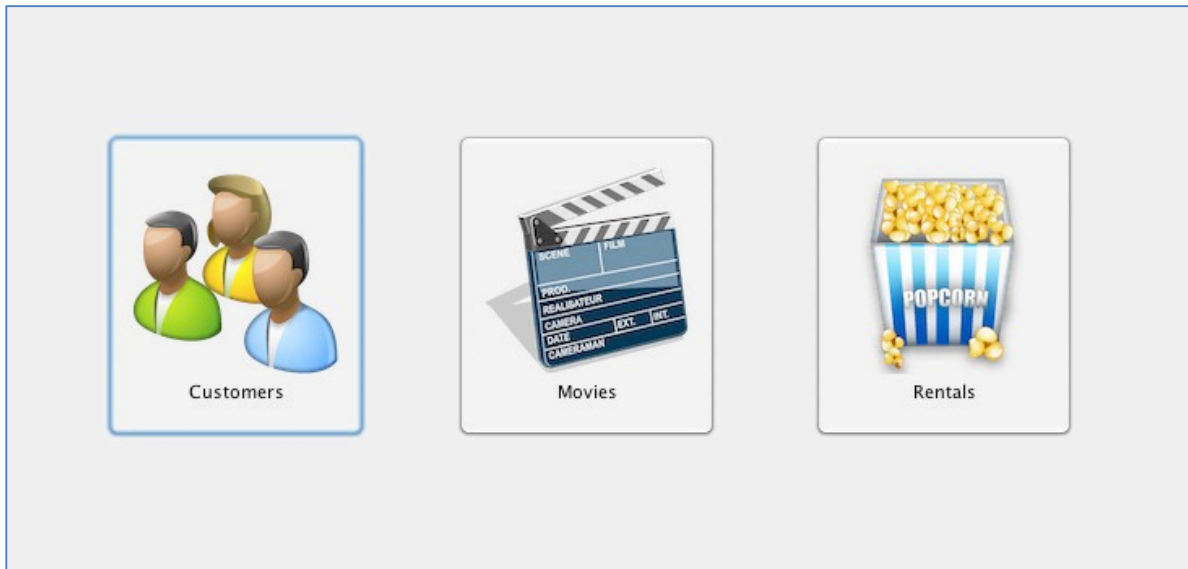 SCENE FILM
PROD.
REALISATEUR
CAMERA
DATE EXT. INT.
CAMERAMAN
POPCORN
Customers
Movies
Rentals